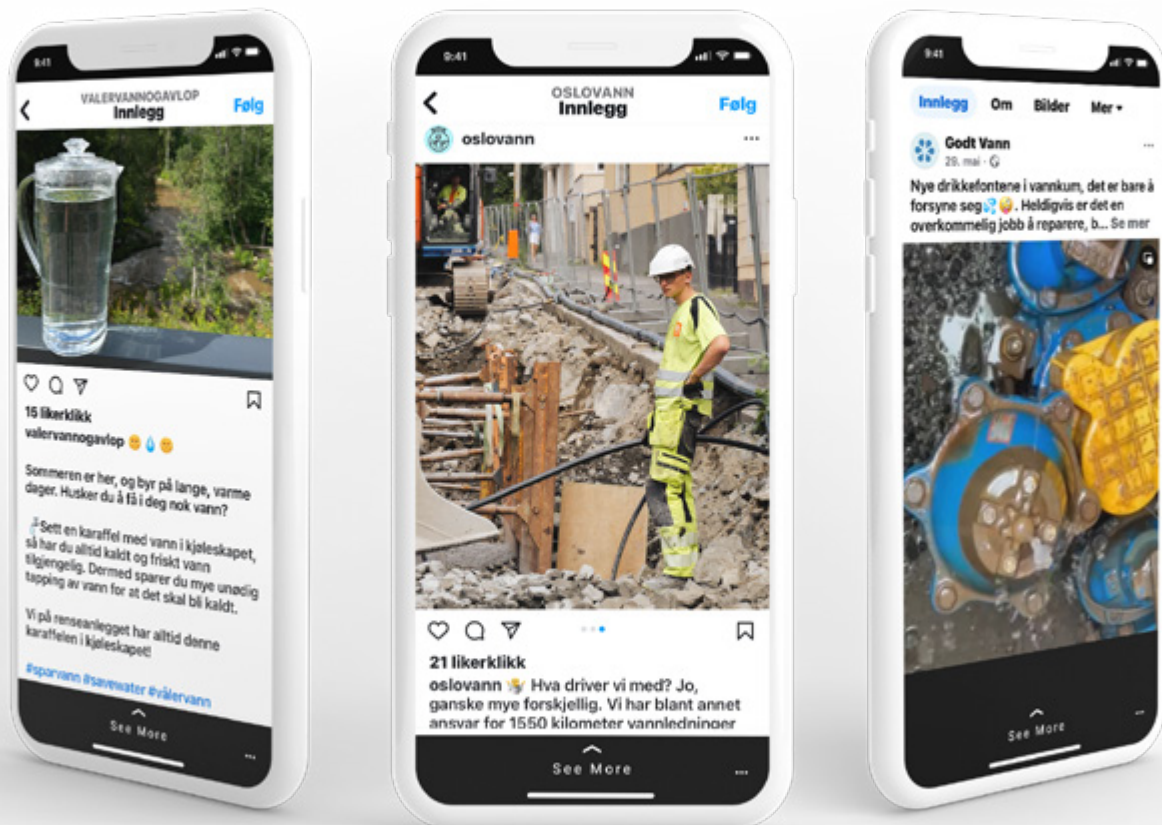 9:41
VALERVANNOGAVLOP
Innlegg
Følg
15 likerklikk
valervannogavlop 😊💧😊
Sommeren er her, og byr på lange, varme
dager. Husker du å få i deg nok vann?
🚰Sett en karaffel med vann i kjøleskapet,
så har du alltid kaldt og friskt vann
tilgjengelig. Dermed sparer du mye unødig
tapping av vann for at det skal bli kaldt.
Vi på renseanlegget har alltid denne
karaffelen i kjøleskapet!
#sparvann #savewater #vålervann
See More
9:41
OSLOVANN
Innlegg
Følg
oslovann
21 likerklikk
oslovann 👷 Hva driver vi med? Jo,
ganske mye forskjellig. Vi har blant annet
ansvar for 1550 kilometer vannledninger
See More
9:41
Innlegg Om Bilder Mer
Godt Vann
29. mai
Nye drikkefontene i vannkum, det er bare å
forsyne seg💦🤪. Heldigvis er det en
overkommelig jobb å reparere, b... Se mer
See More